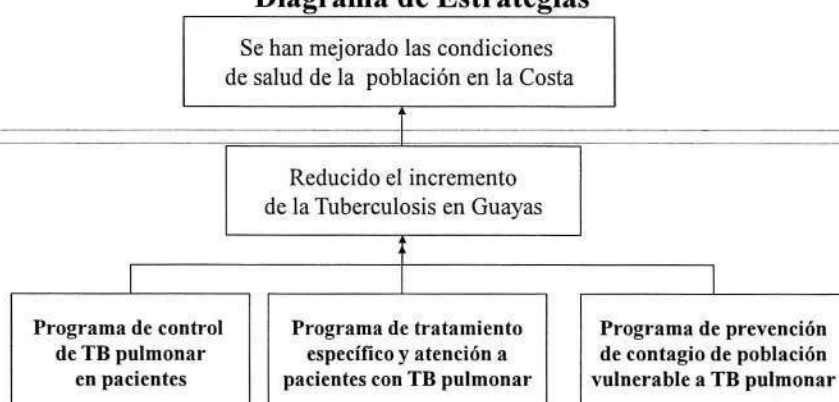 Diagrama de Estrategias
Se han mejorado las condiciones
de salud de la población en la Costa
Reducido el incremento
de la Tuberculosis en Guayas
Programa de control
de TB pulmonar
en pacientes
Programa de tratamiento
específico y atención a
pacientes con TB pulmonar
Programa de prevención
de contagio de población
vulnerable a TB pulmonar